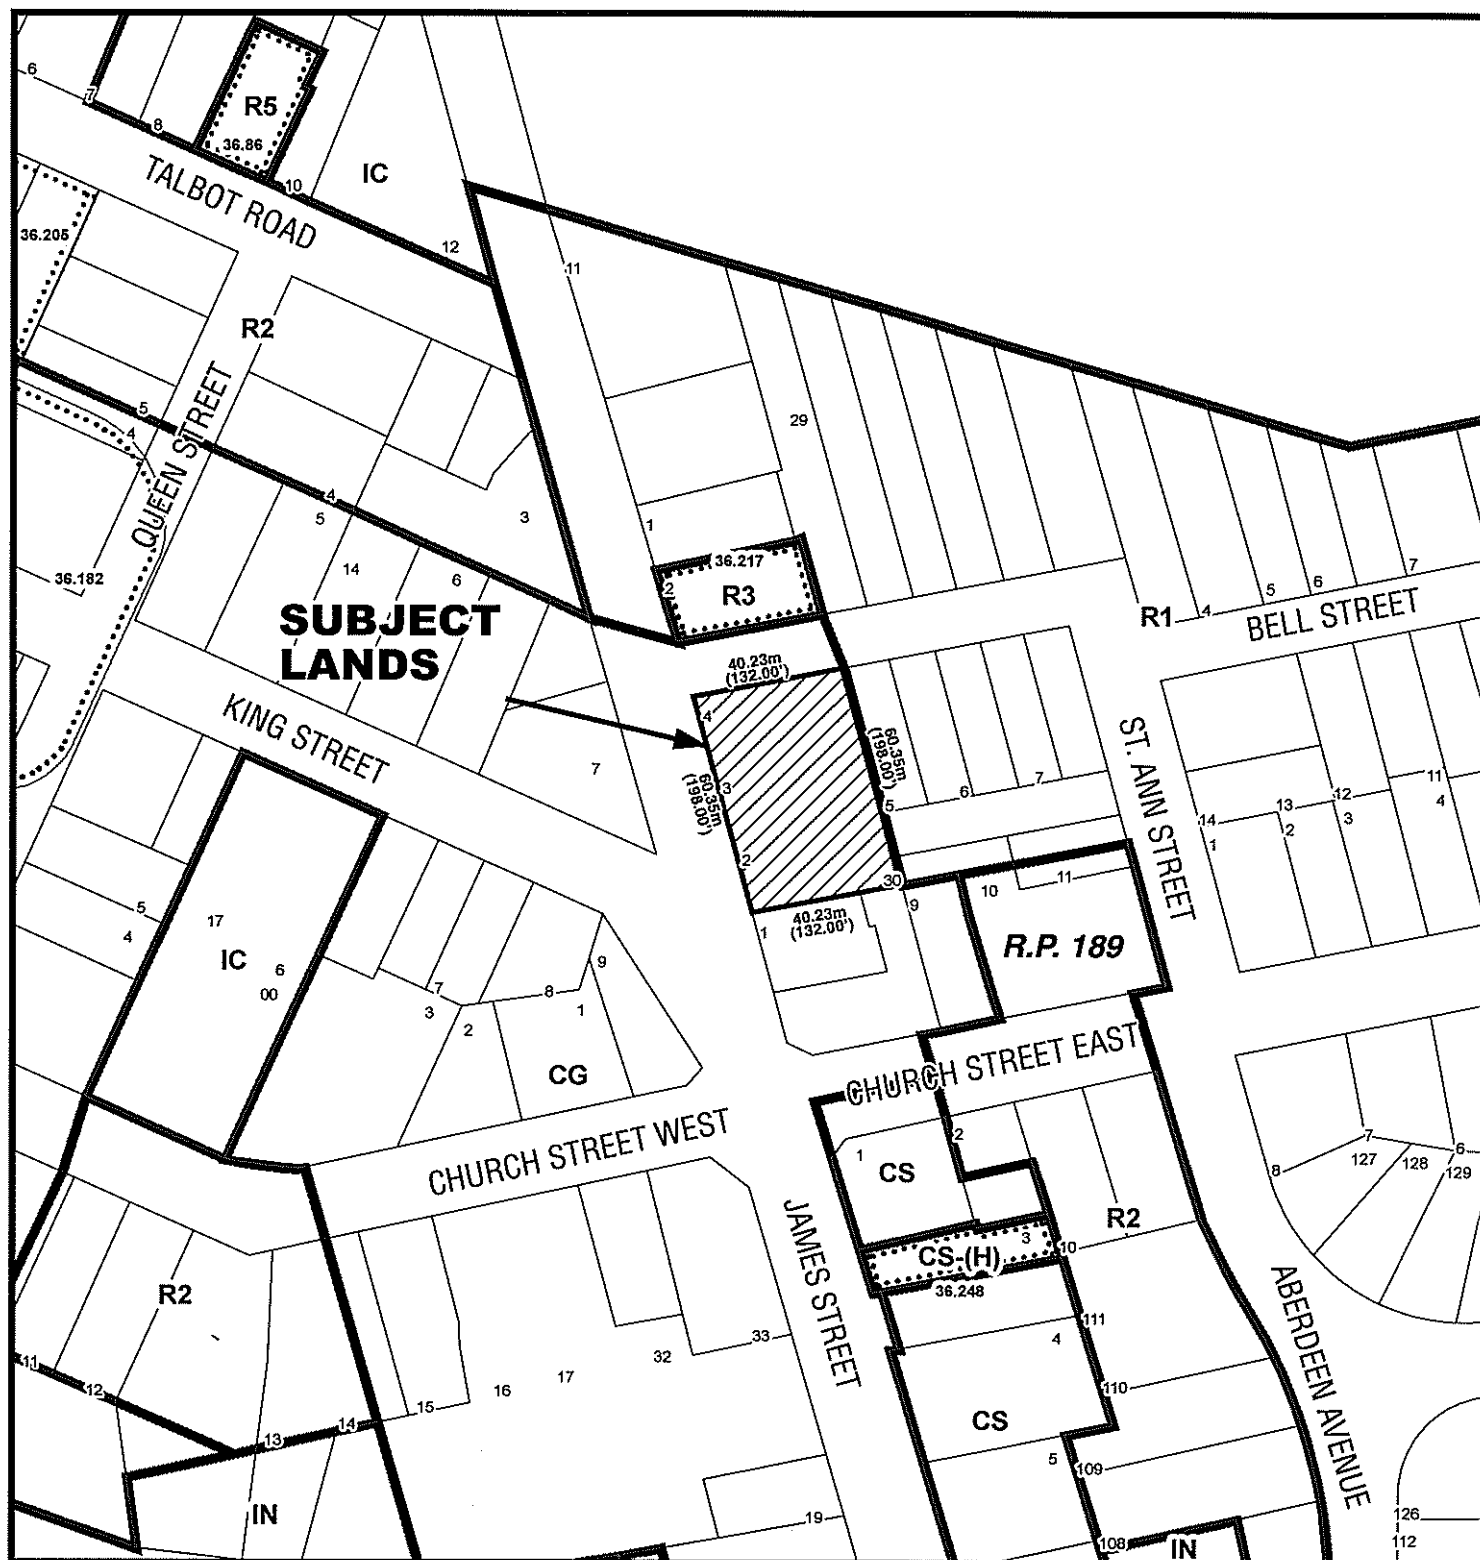 6
7
8
R5
36.86
10
IC
12
TALBOT ROAD
36.205
R2
11
29
QUEEN STREET
5
4
4
5
3
14
6
1
36.217
2
R3
36.182
SUBJECT
LANDS
40.23m
(132.00')
4
3
2
60.35m
(198.00')
60.35m
(198.00')
5
30
40.23m
(132.00')
KING STREET
7
R1
4
5
6
7
BELL STREET
6
7
ST. ANN STREET
14
1
13
2
12
3
11
4
5
4
17
IC
6
00
9
1
9
10
11
R.P. 189
7
3
8
2
1
CG
CHURCH STREET EAST
CHURCH STREET WEST
1
2
CS
R2
3
CS-(H)
36.248
10
JAMES STREET
8
7
127
128
6
129
R2
11
12
13
14
15
16
17
32
33
111
4
110
CS
5
109
ABERDEEN AVENUE
IN
19
108
IN
126
112